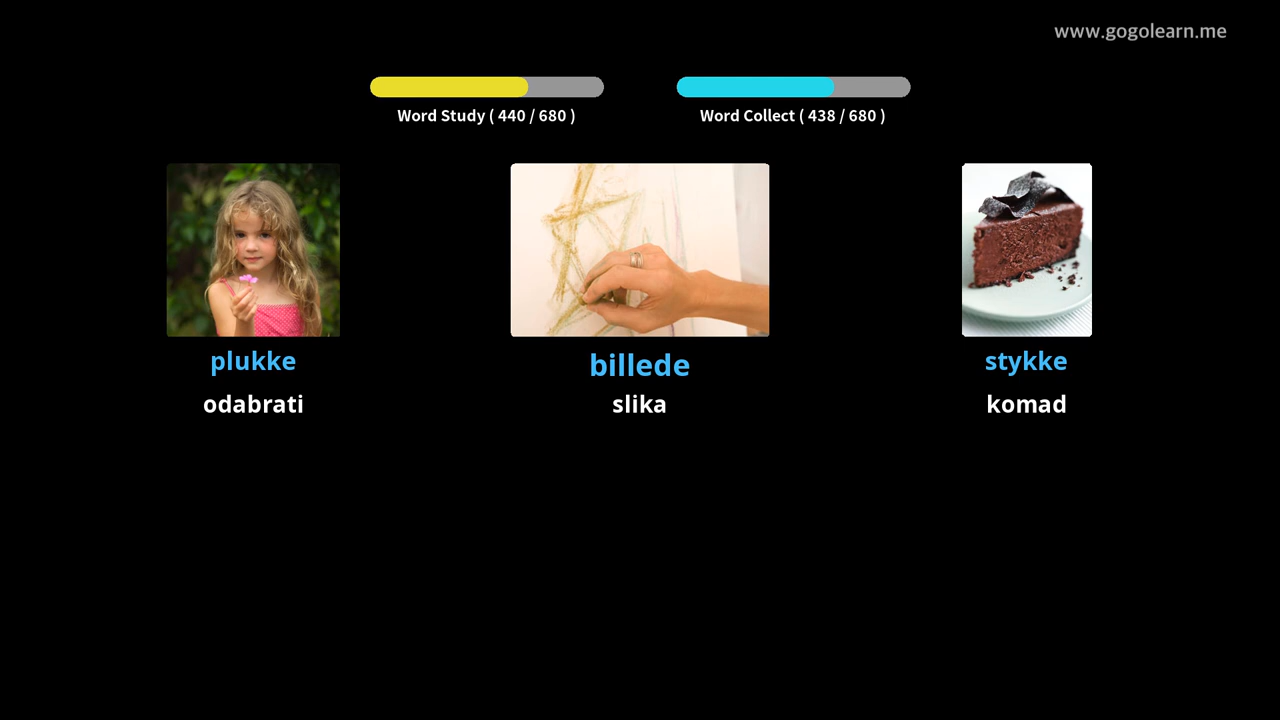 www.gogolearn.me
Word Study ( 440 / 680 )
Word Collect ( 438 / 680 )
plukke
odabrati
billede
slika
stykke
komad